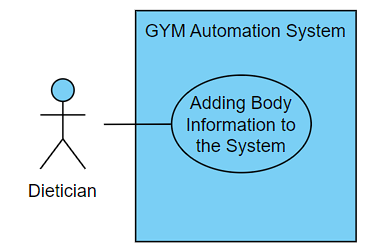 GYM Automation System
Adding Body
Information to
the System
Dietician